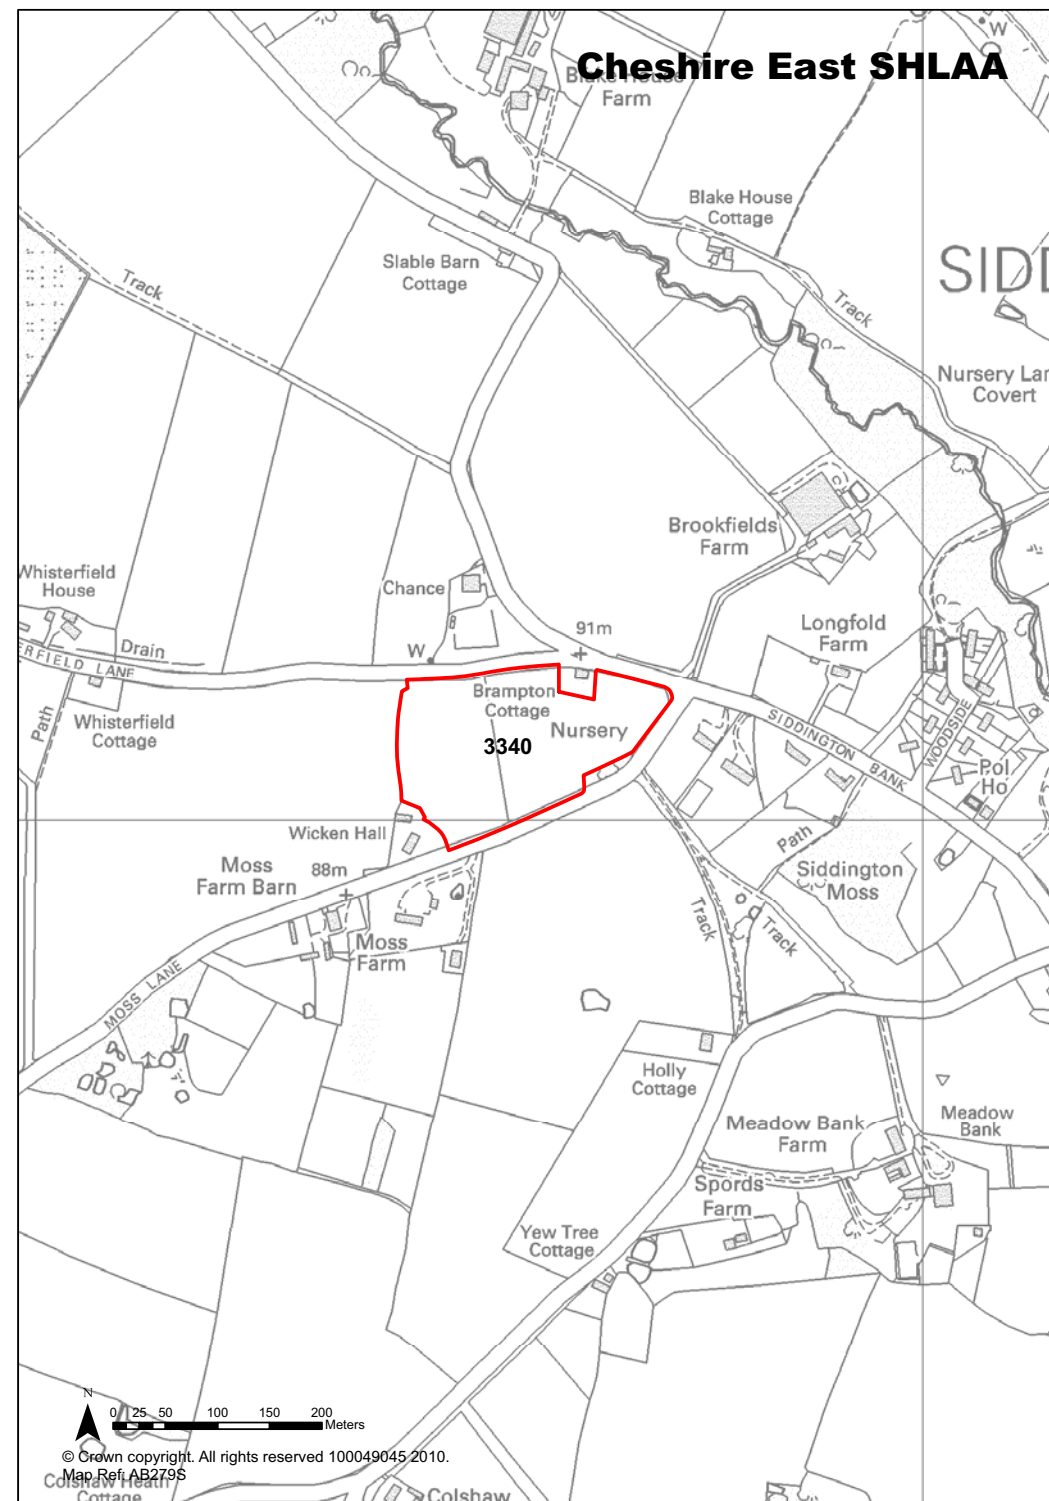 W
Cheshire East SHLAA
Blake House
Farm
Blake House
Cottage
Slable Barn
Cottage
SIDD
Track
Track
Nursery Lan
Covert
Brookfields
Farm
Whisterfield
House
Chance
Longfold
Farm
91m
W
Drain
ERFIELD LANE
Brampton
Cottage
Nursery
3340
Path
Whisterfield
Cottage
SIDDINGTON BANK
WOODSIDE
Pol
Ho
Wicken Hall
Path
Moss
Farm Barn
88m
Siddington
Moss
Track
Track
Moss
Farm
MOSS LANE
Holly
Cottage
Meadow Bank
Farm
Meadow
Bank
Spords
Farm
Yew Tree
Cottage
N
0 25 50 100 150 200
Meters
© Crown copyright. All rights reserved 100049045 2010.
Map Ref: AB279S
Colshaw Heath
Cottage
Colshaw